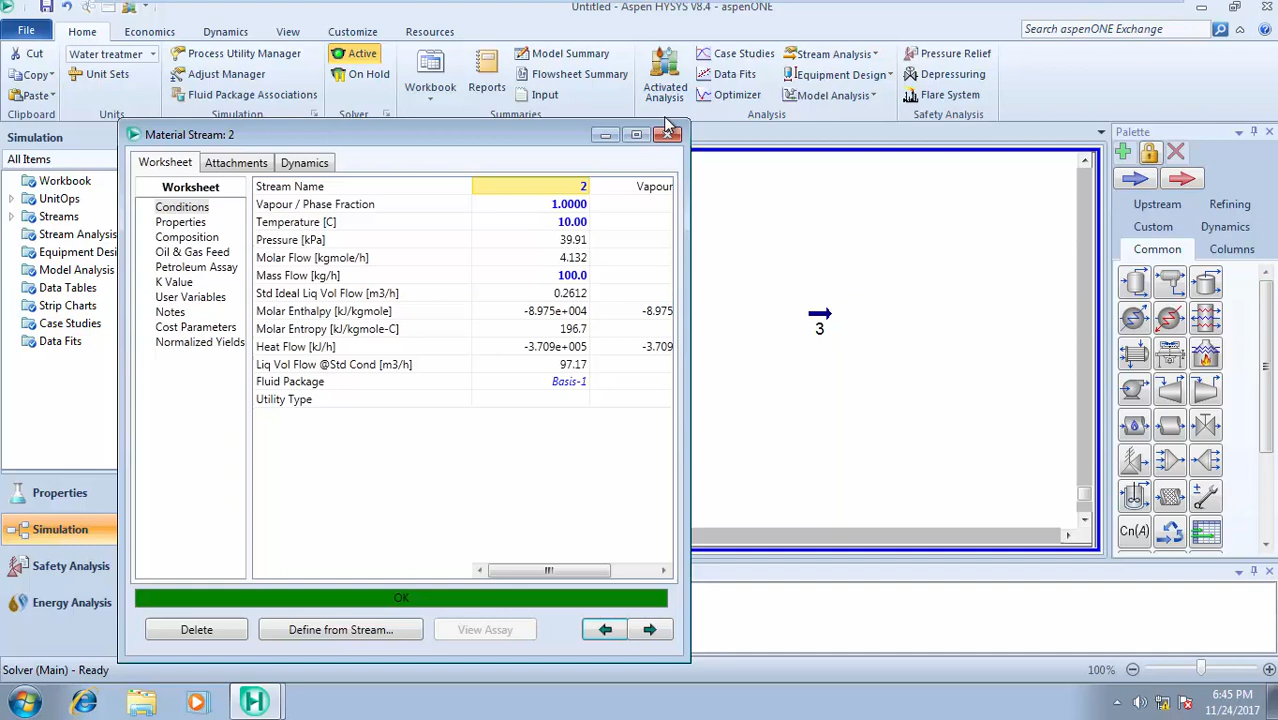 Untitled - Aspen HYSYS V8.4 - aspenONE
File
Home
Economics
Dynamics
View
Customize
Resources
Search aspenONE Exchange
Cut
Copy
Paste
Clipboard
Water treatmer
Unit Sets
Units
Process Utility Manager
Adjust Manager
Fluid Package Associations
Simulation
Active
On Hold
Solver
Workbook
Reports
Model Summary
Flowsheet Summary
Input
Summaries
Activated
Analysis
Case Studies
Data Fits
Optimizer
Stream Analysis
Equipment Design
Model Analysis
Analysis
Pressure Relief
Depressuring
Flare System
Safety Analysis
Simulation
All Items
Workbook
UnitOps
Streams
Stream Analysis
Equipment Desi
Model Analysis
Data Tables
Strip Charts
Case Studies
Data Fits
Properties
Simulation
Safety Analysis
Energy Analysis
Material Stream: 2
Worksheet
Attachments
Dynamics
Worksheet
Conditions
Properties
Composition
Oil & Gas Feed
Petroleum Assay
K Value
User Variables
Notes
Cost Parameters
Normalized Yields
Stream Name 2 Vapour
Vapour / Phase Fraction 1.0000
Temperature [C] 10.00
Pressure [kPa] 39.91
Molar Flow [kgmole/h] 4.132
Mass Flow [kg/h] 100.0
Std Ideal Liq Vol Flow [m3/h] 0.2612
Molar Enthalpy [kJ/kgmole] -8.975e+004 -8.975
Molar Entropy [kJ/kgmole-C] 196.7
Heat Flow [kJ/h] -3.709e+005 -3.709
Liq Vol Flow @Std Cond [m3/h] 97.17
Fluid Package Basis-1
Utility Type
OK
Delete
Define from Stream...
View Assay
3
Palette
Upstream
Refining
Custom
Dynamics
Common
Columns
Cn(A)
Solver (Main) - Ready
100%
6:45 PM
11/24/2017